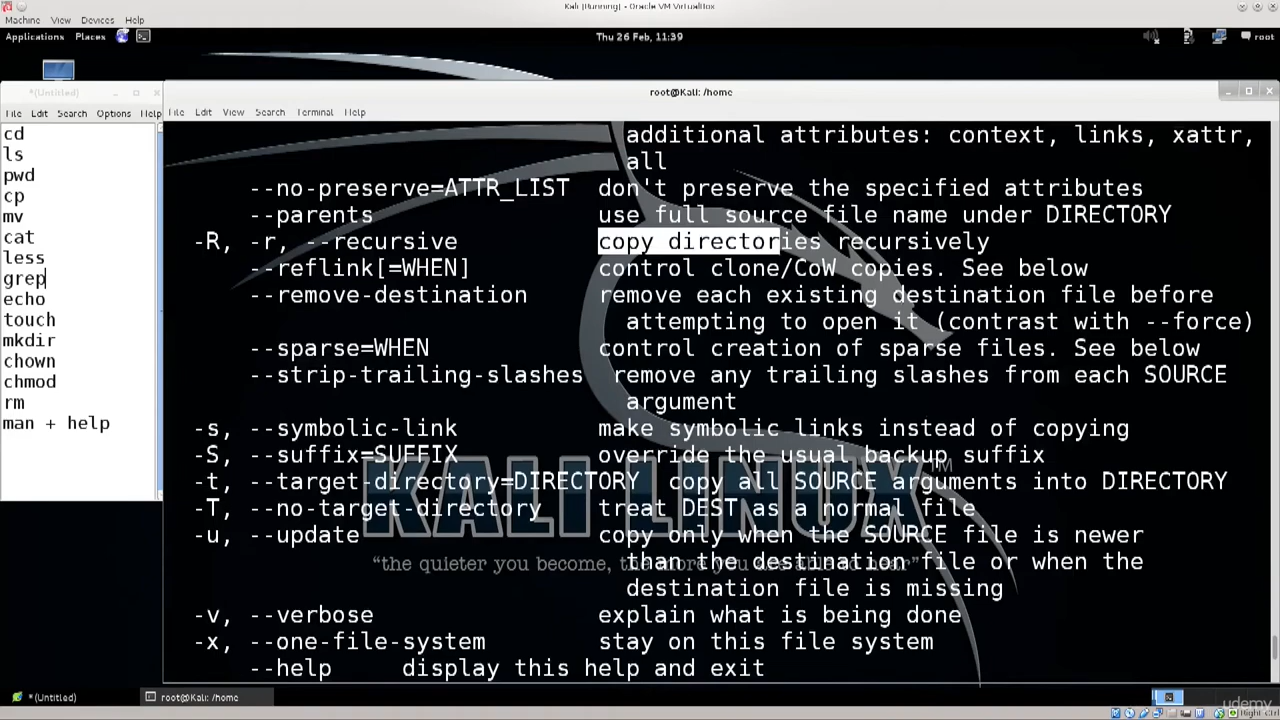 Kali [Running] - Oracle VM VirtualBox
Machine View Devices Help
Applications Places Thu 26 Feb, 11:39 root
*(Untitled)
File Edit Search Options Help
cd
ls
pwd
cp
mv
cat
less
grep
echo
touch
mkdir
chown
chmod
rm
man + help
root@Kali: /home
File Edit View Search Terminal Help
additional attributes: context, links, xattr,
all
--no-preserve=ATTR_LIST don't preserve the specified attributes
--parents use full source file name under DIRECTORY
-R, -r, --recursive copy directories recursively
--reflink[=WHEN] control clone/CoW copies. See below
--remove-destination remove each existing destination file before
attempting to open it (contrast with --force)
--sparse=WHEN control creation of sparse files. See below
--strip-trailing-slashes remove any trailing slashes from each SOURCE
argument
-s, --symbolic-link make symbolic links instead of copying
-S, --suffix=SUFFIX override the usual backup suffix
-t, --target-directory=DIRECTORY copy all SOURCE arguments into DIRECTORY
-T, --no-target-directory treat DEST as a normal file
-u, --update copy only when the SOURCE file is newer
than the destination file or when the
destination file is missing
-v, --verbose explain what is being done
-x, --one-file-system stay on this file system
--help display this help and exit
KALI LINUX™
"the quieter you become, the more you are able to hear"
*(Untitled) root@Kali: /home
udemy
Right Ctrl